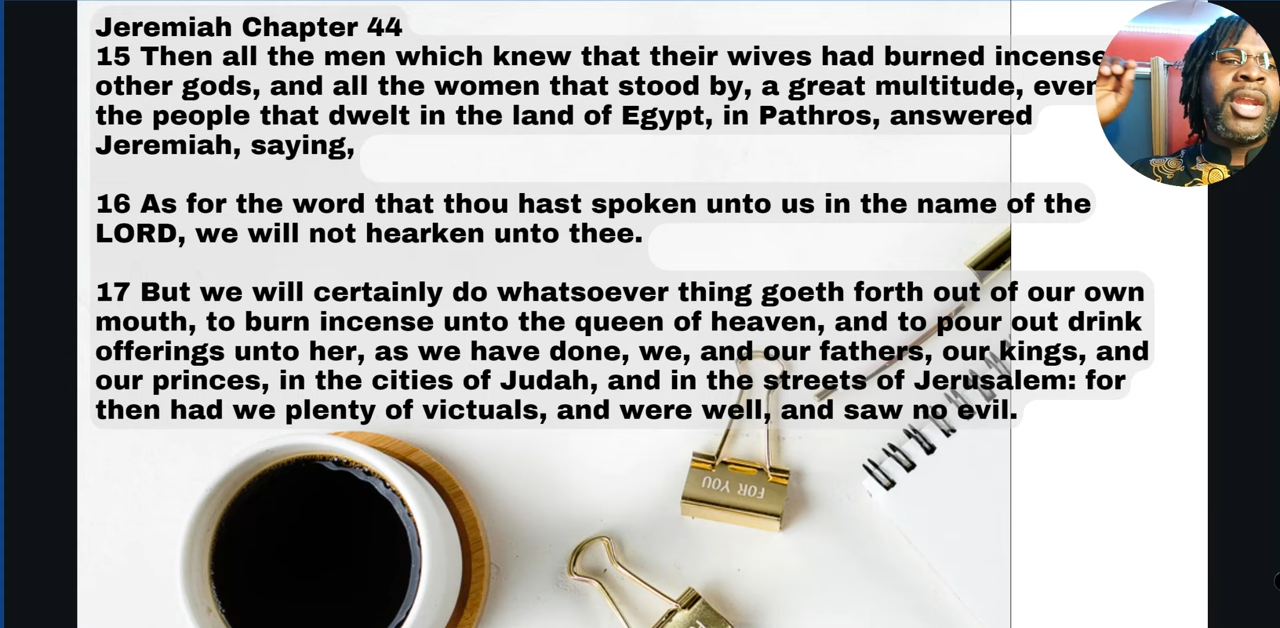 Jeremiah Chapter 44
15 Then all the men which knew that their wives had burned incense
other gods, and all the women that stood by, a great multitude, even
the people that dwelt in the land of Egypt, in Pathros, answered
Jeremiah, saying,
16 As for the word that thou hast spoken unto us in the name of the
LORD, we will not hearken unto thee.
17 But we will certainly do whatsoever thing goeth forth out of our own
mouth, to burn incense unto the queen of heaven, and to pour out drink
offerings unto her, as we have done, we, and our fathers, our kings, and
our princes, in the cities of Judah, and in the streets of Jerusalem: for
then had we plenty of victuals, and were well, and saw no evil.
FOR YOU